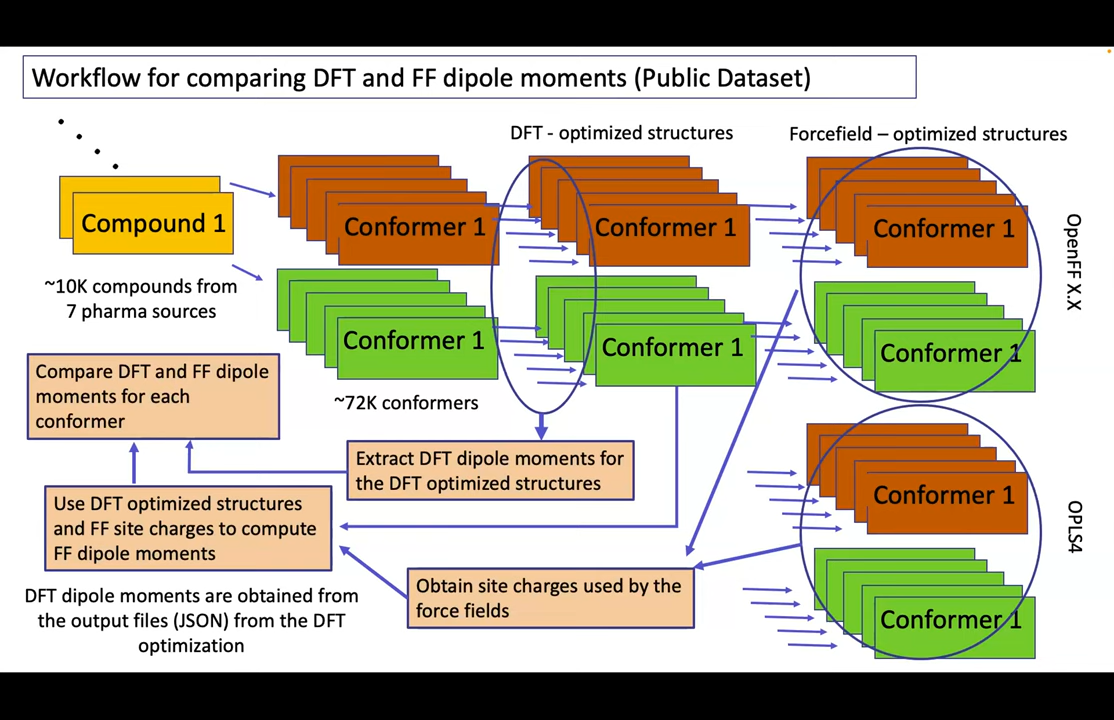 Workflow for comparing DFT and FF dipole moments (Public Dataset)
DFT - optimized structures
Forcefield – optimized structures
Compound 1
Conformer 1
Conformer 1
Conformer 1
OpenFF X.X
~10K compounds from
7 pharma sources
Conformer 1
Conformer 1
Conformer 1
~72K conformers
Compare DFT and FF dipole
moments for each
conformer
Extract DFT dipole moments for
the DFT optimized structures
Use DFT optimized structures
and FF site charges to compute
FF dipole moments
Conformer 1
OPLS4
Obtain site charges used by the
force fields
Conformer 1
DFT dipole moments are obtained from
the output files (JSON) from the DFT
optimization